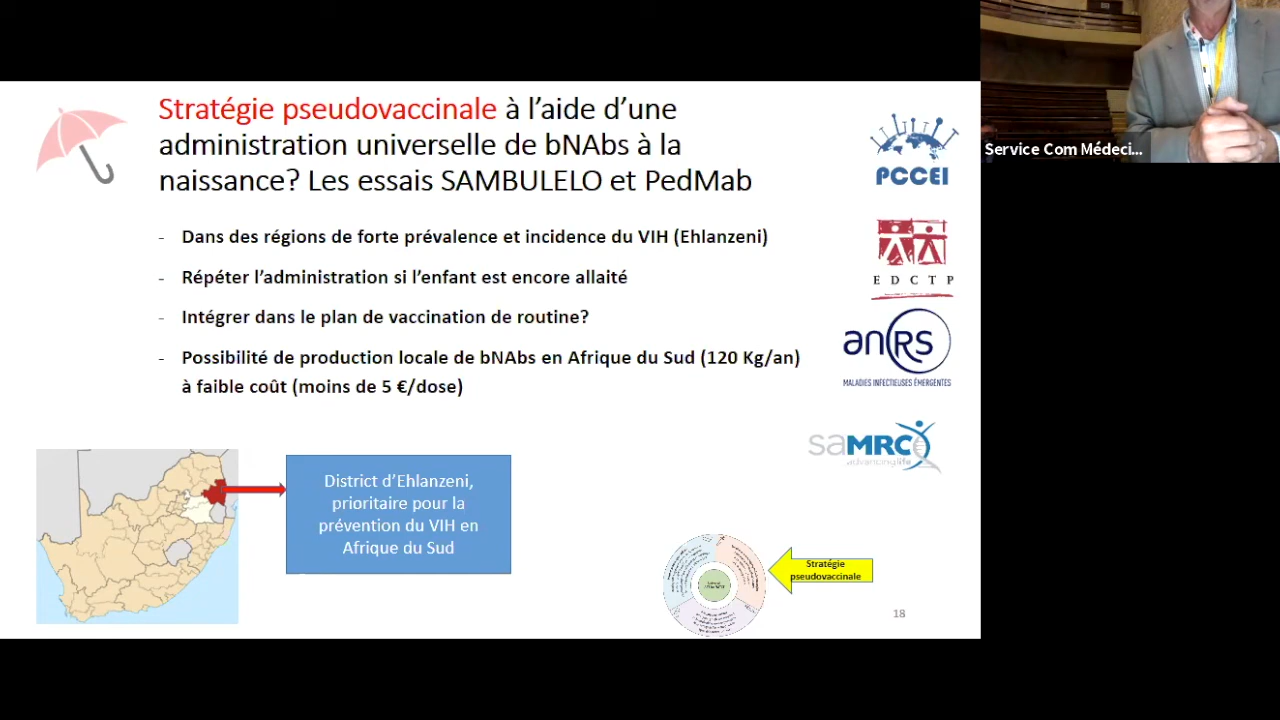 Stratégie pseudovaccinale à l'aide d'une
administration universelle de bNAbs à la
naissance? Les essais SAMBULELO et PedMab
- Dans des régions de forte prévalence et incidence du VIH (Ehlanzeni)
- Répéter l'administration si l'enfant est encore allaité
- Intégrer dans le plan de vaccination de routine?
- Possibilité de production locale de bNAbs en Afrique du Sud (120 Kg/an)
à faible coût (moins de 5 €/dose)
District d'Ehlanzeni,
prioritaire pour la
prévention du VIH en
Afrique du Sud
PCCEI
EDCTP
anRS
MALADIES INFECTIEUSES ÉMERGENTES
saMRC
advancing life
Stratégie
pseudovaccinale
18
Service Com Médeci...